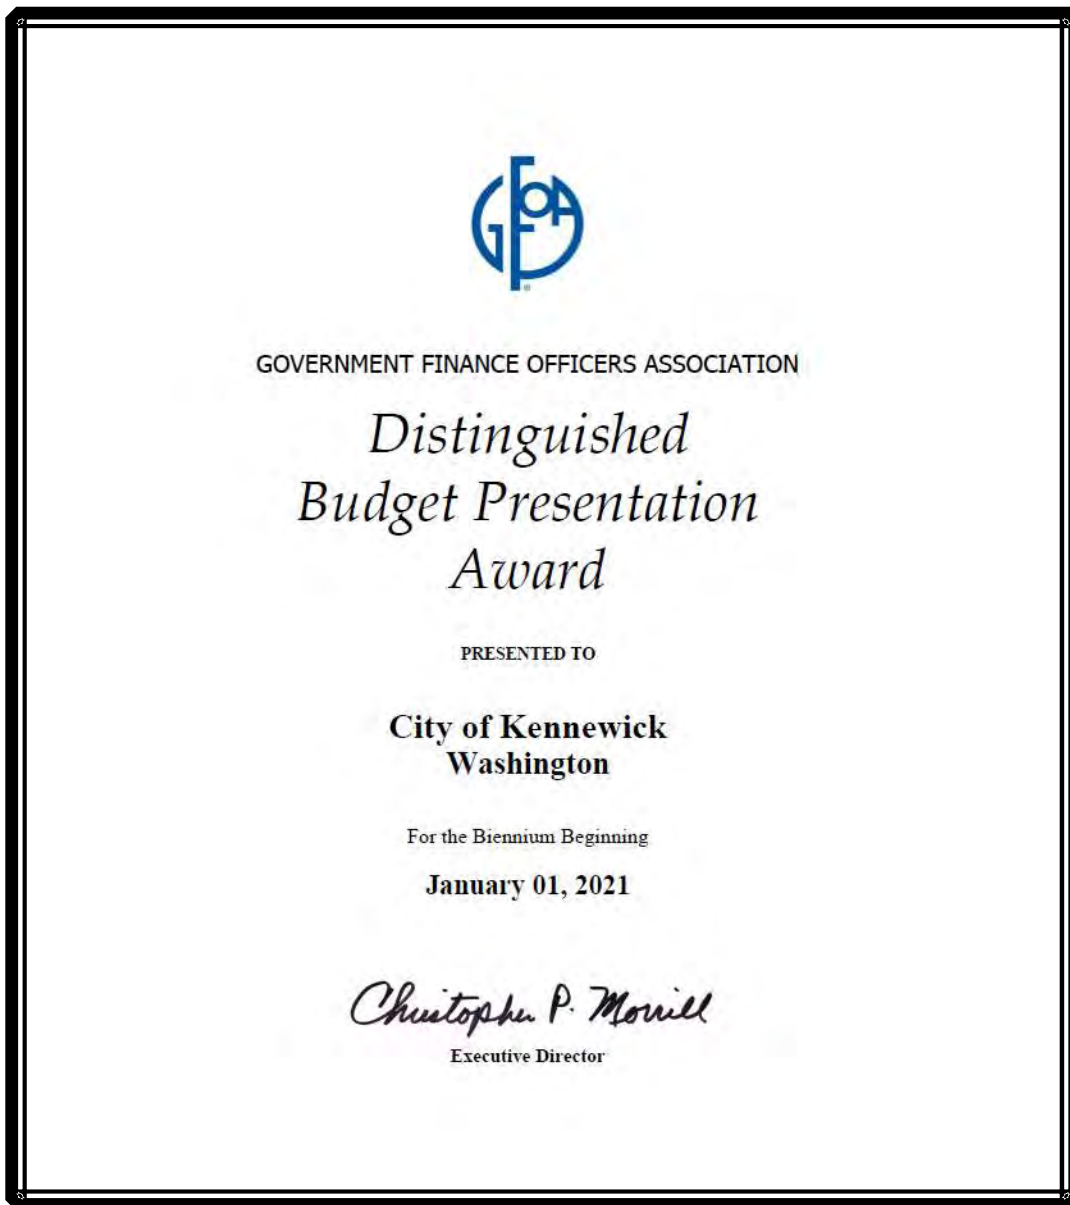 GFOA
GOVERNMENT FINANCE OFFICERS ASSOCIATION
Distinguished
Budget Presentation
Award
PRESENTED TO
City of Kennewick
Washington
For the Biennium Beginning
January 01, 2021
Christopher P. Morrill
Executive Director